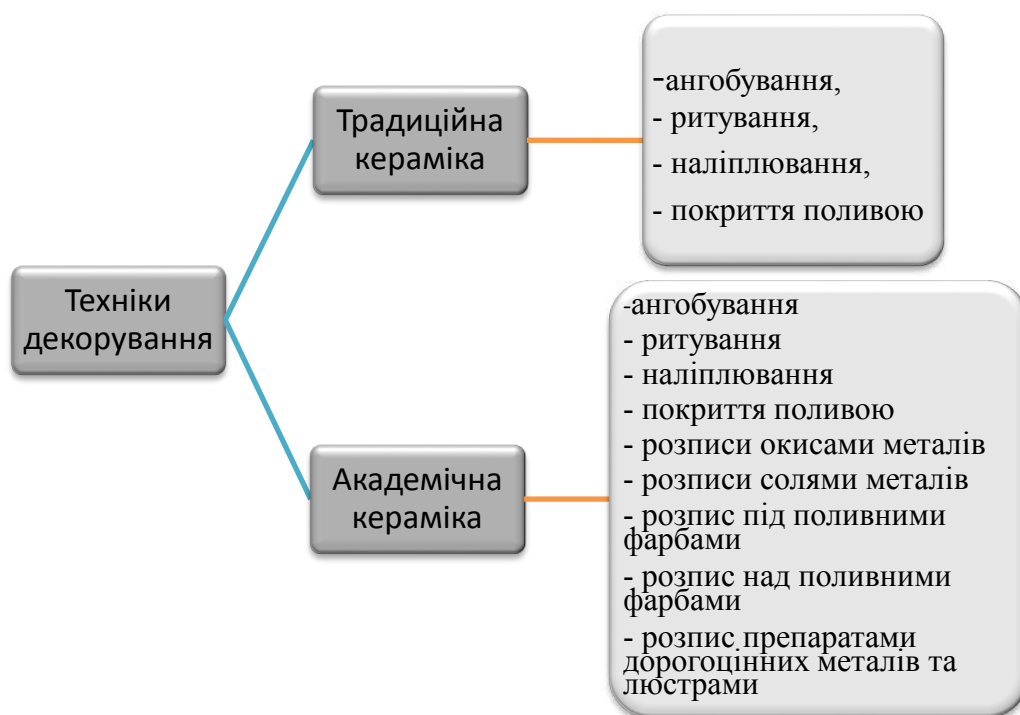 Техніки
декорування
Традиційна
кераміка
-ангобування,
- ритування,
- наліплювання,
- покриття поливою
Академічна
кераміка
-ангобування
- ритування
- наліплювання
- покриття поливою
- розписи окисами металів
- розписи солями металів
- розпис під поливними
фарбами
- розпис над поливними
фарбами
- розпис препаратами
дорогоцінних металів та
люстрами